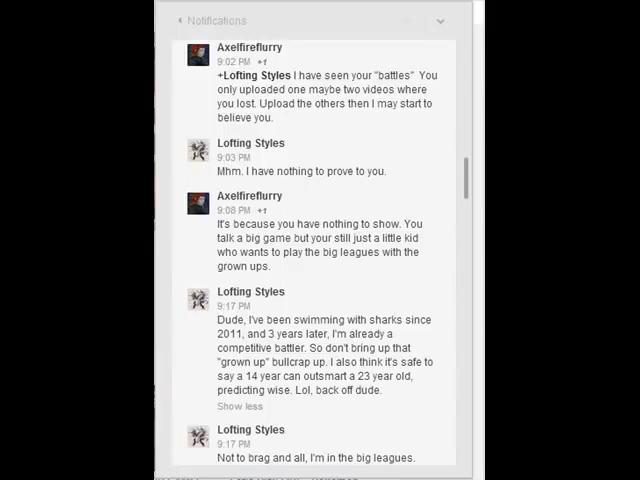 Notifications
Axelfireflurry
9:02 PM +1
+Lofting Styles I have seen your "battles" You
only uploaded one maybe two videos where
you lost. Upload the others then I may start to
believe you.
Lofting Styles
9:03 PM
Mhm. I have nothing to prove to you.
Axelfireflurry
9:08 PM +1
It's because you have nothing to show. You
talk a big game but your still just a little kid
who wants to play the big leagues with the
grown ups.
Lofting Styles
9:17 PM
Dude, I've been swimming with sharks since
2011, and 3 years later, I'm already a
competitive battler. So don't bring up that
"grown up" bullcrap up. I also think it's safe to
say a 14 year can outsmart a 23 year old,
predicting wise. Lol, back off dude.
Show less
Lofting Styles
9:17 PM
Not to brag and all, I'm in the big leagues.